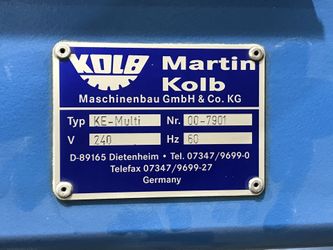 KOLB Martin
Kolb
Maschinenbau GmbH & Co. KG
Typ KE-Multi Nr. 00-7901
V 240 Hz 60
D-89165 Dietenheim • Tel. 07347/9699-0
Telefax 07347/9699-27
Germany